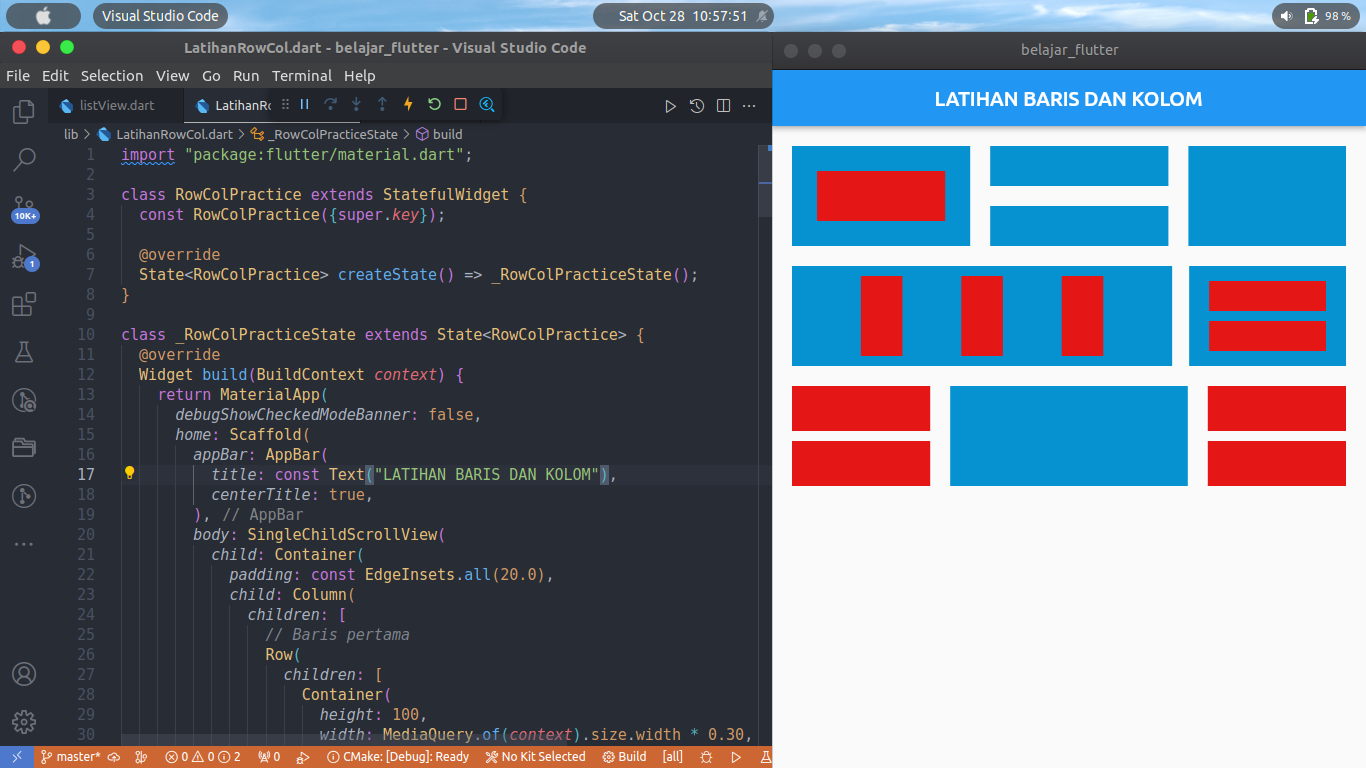 Visual Studio Code
Sat Oct 28 10:57:51
98 %
LatihanRowCol.dart - belajar_flutter - Visual Studio Code
belajar_flutter
File Edit Selection View Go Run Terminal Help
listView.dart
LatihanRo
lib > LatihanRowCol.dart > _RowColPracticeState > build
10K+
1
1 import "package:flutter/material.dart";
2
3 class RowColPractice extends StatefulWidget {
4 const RowColPractice({super.key});
5
6 @override
7 State<RowColPractice> createState() => _RowColPracticeState();
8 }
9
10 class _RowColPracticeState extends State<RowColPractice> {
11 @override
12 Widget build(BuildContext context) {
13 return MaterialApp(
14 debugShowCheckedModeBanner: false,
15 home: Scaffold(
16 appBar: AppBar(
17 title: const Text("LATIHAN BARIS DAN KOLOM"),
18 centerTitle: true,
19 ), // AppBar
20 body: SingleChildScrollView(
21 child: Container(
22 padding: const EdgeInsets.all(20.0),
23 child: Column(
24 children: [
25 // Baris pertama
26 Row(
27 children: [
28 Container(
29 height: 100,
30 width: MediaQuery.of(context).size.width * 0.30,
master* 0 0 2 0 CMake: [Debug]: Ready No Kit Selected Build [all]
LATIHAN BARIS DAN KOLOM